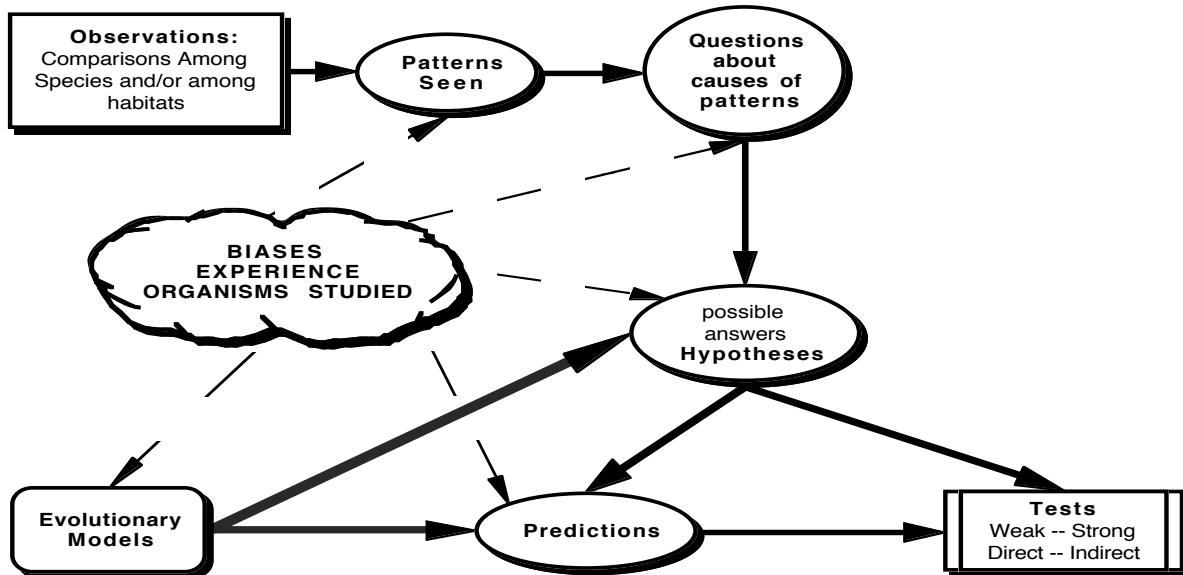 Observations:
Comparisons Among
Species and/or among
habitats
Patterns
Seen
Questions
about
causes of
patterns
BIASES
EXPERIENCE
ORGANISMS STUDIED
possible
answers
Hypotheses
Evolutionary
Models
Predictions
Tests
Weak -- Strong
Direct -- Indirect